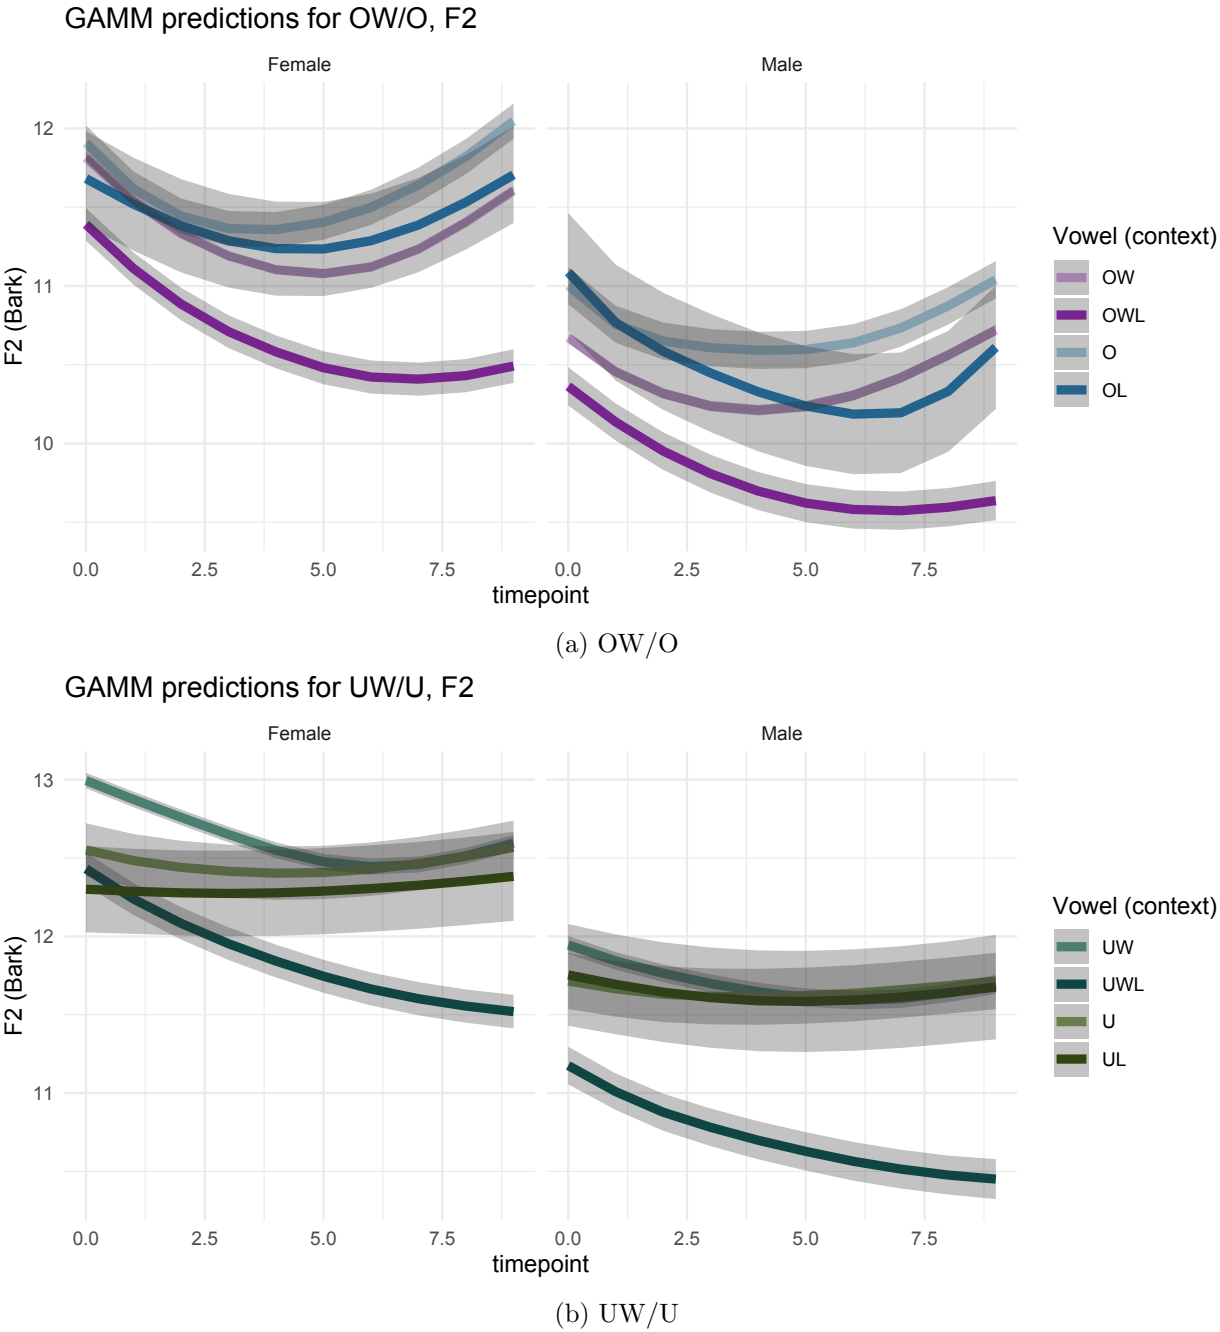 GAMM predictions for OW/O, F2
Female
Male
12
11
10
F2 (Bark)
0.0 2.5 5.0 7.5
0.0 2.5 5.0 7.5
timepoint
Vowel (context)
OW
OWL
O
OL
(a) OW/O
GAMM predictions for UW/U, F2
Female
Male
13
12
11
F2 (Bark)
0.0 2.5 5.0 7.5
0.0 2.5 5.0 7.5
timepoint
Vowel (context)
UW
UWL
U
UL
(b) UW/U